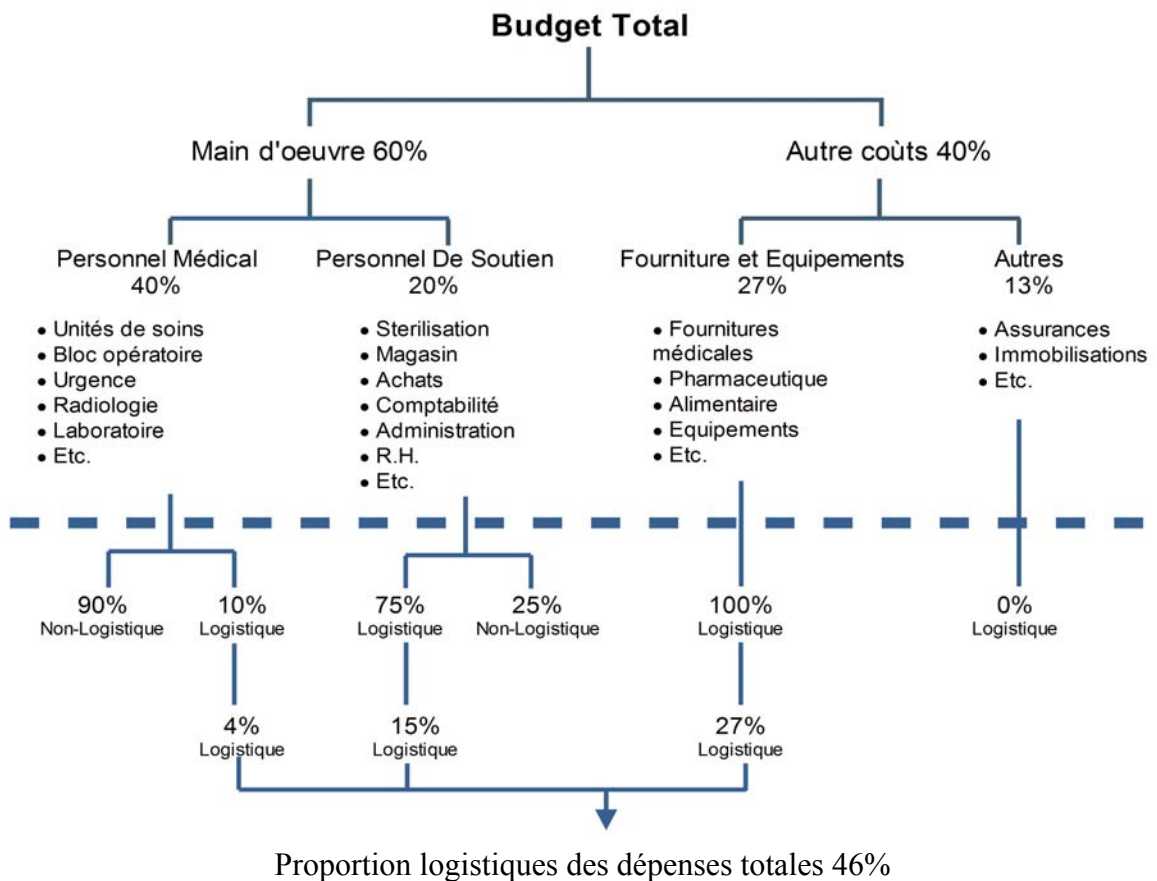 Budget Total
Main d'oeuvre 60%
Autre coùts 40%
Personnel Médical
40%
• Unités de soins
• Bloc opératoire
• Urgence
• Radiologie
• Laboratoire
• Etc.
Personnel De Soutien
20%
• Sterilisation
• Magasin
• Achats
• Comptabilité
• Administration
• R.H.
• Etc.
Fourniture et Equipements
27%
• Fournitures
médicales
• Pharmaceutique
• Alimentaire
• Equipements
• Etc.
Autres
13%
• Assurances
• Immobilisations
• Etc.
90%
Non-Logistique
10%
Logistique
75%
Logistique
25%
Non-Logistique
100%
Logistique
0%
Logistique
4%
Logistique
15%
Logistique
27%
Logistique
Proportion logistiques des dépenses totales 46%